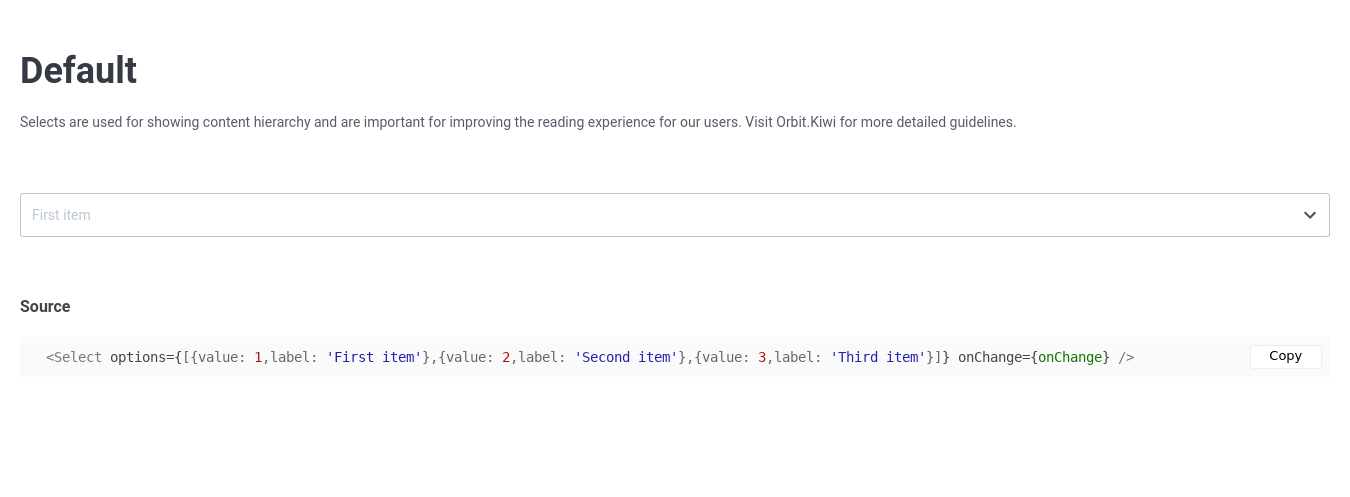 Default
Selects are used for showing content hierarchy and are important for improving the reading experience for our users. Visit Orbit.Kiwi for more detailed guidelines.
First item
Source
<Select options={[{value: 1,label: 'First item'},{value: 2,label: 'Second item'},{value: 3,label: 'Third item'}]} onChange={onChange} />
Copy